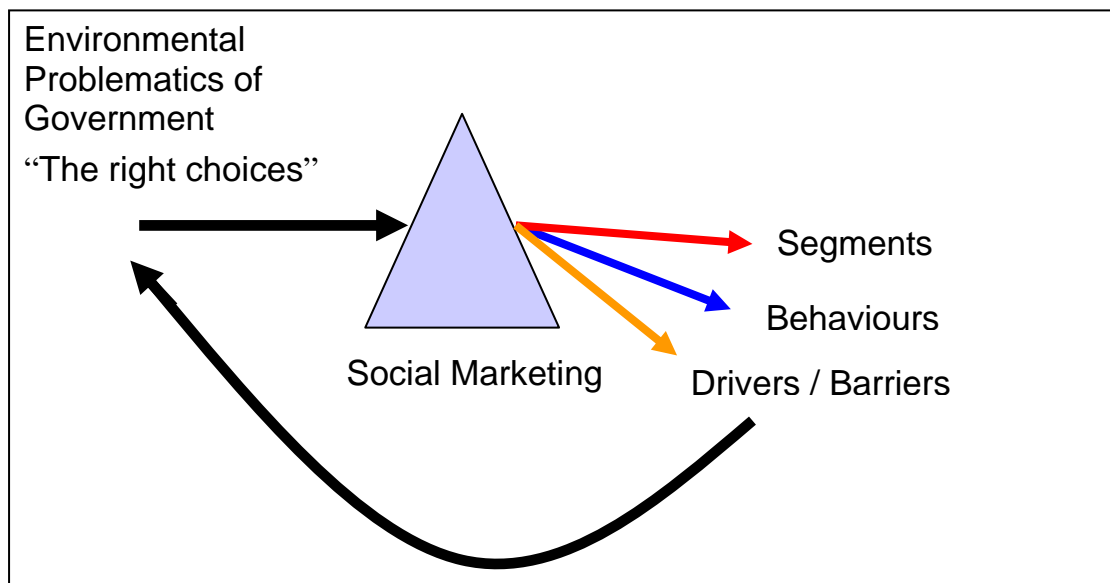 Environmental
Problematics of
Government
“The right choices”
Segments
Behaviours
Social Marketing
Drivers / Barriers